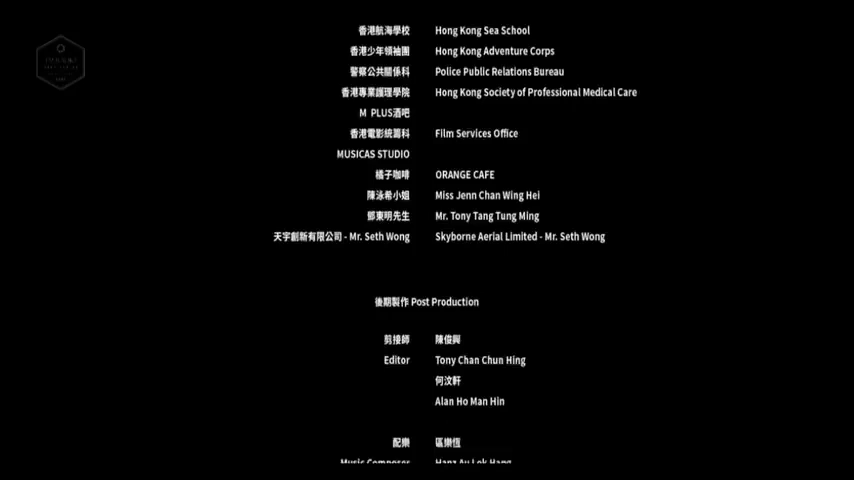 香港航海學校 Hong Kong Sea School
香港少年領袖團 Hong Kong Adventure Corps
警察公共關係科 Police Public Relations Bureau
香港專業護理學院 Hong Kong Society of Professional Medical Care
M PLUS酒吧
香港電影統籌科 Film Services Office
MUSICAS STUDIO
橘子咖啡 ORANGE CAFE
陳泳希小姐 Miss Jenn Chan Wing Hei
鄧東明先生 Mr. Tony Tang Tung Ming
天宇創新有限公司 - Mr. Seth Wong Skyborne Aerial Limited - Mr. Seth Wong
後期製作 Post Production
剪接師 陳俊興
Editor Tony Chan Chun Hing
何汶軒
Alan Ho Man Hin
配樂 區樂恆
Music Composer Hanz Au Lok Hang